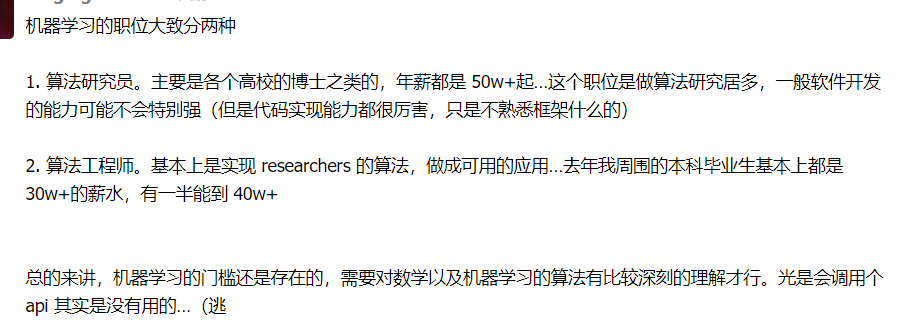 机器学习的职位大致分两种
1. 算法研究员。主要是各个高校的博士之类的，年薪都是 50w+起...这个职位是做算法研究居多，一般软件开发
的能力可能不会特别强（但是代码实现能力都很厉害，只是不熟悉框架什么的）
2. 算法工程师。基本上是实现 researchers 的算法，做成可用的应用...去年我周围的本科毕业生基本上都是
30w+的薪水，有一半能到 40w+
总的来讲，机器学习的门槛还是存在的，需要对数学以及机器学习的算法有比较深刻的理解才行。光是会调用个
api 其实是没有用的...（逃